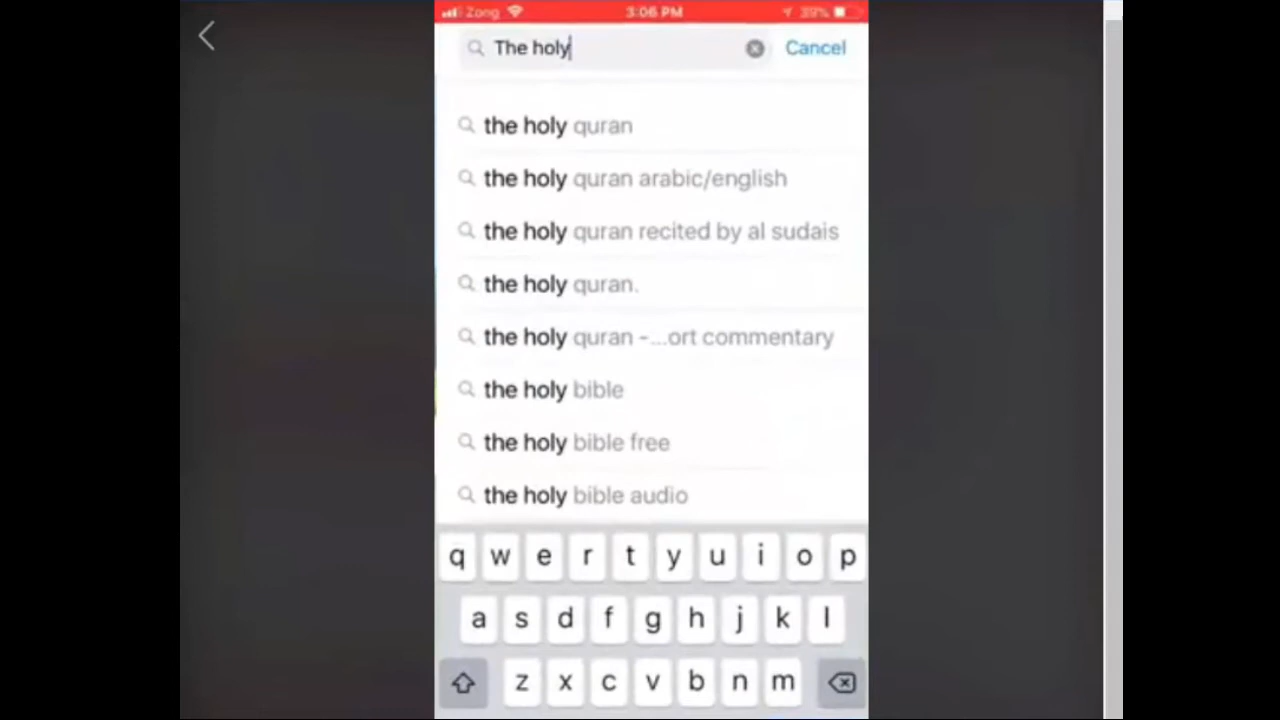 Zong 3:06 PM 39%
The holy Cancel
the holy quran
the holy quran arabic/english
the holy quran recited by al sudais
the holy quran.
the holy quran -...ort commentary
the holy bible
the holy bible free
the holy bible audio
q w e r t y u i o p
a s d f g h j k l
z x c v b n m